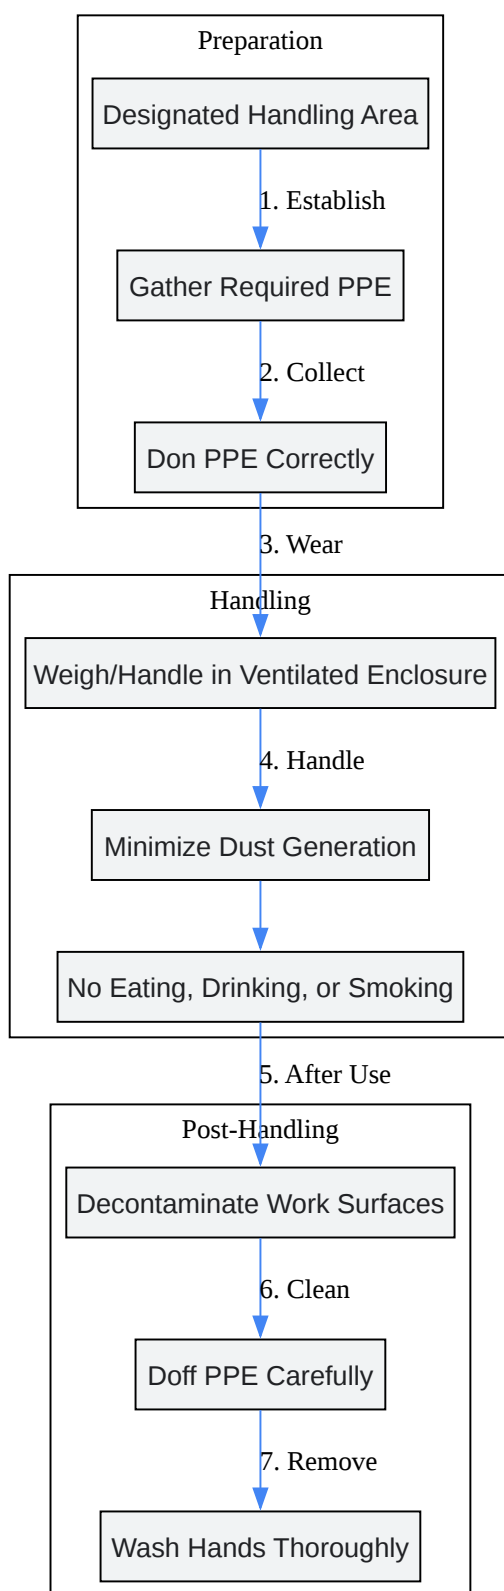 Preparation
Designated Handling Area
1. Establish
Gather Required PPE
2. Collect
Don PPE Correctly
3. Wear
Handling
Weigh/Handle in Ventilated Enclosure
4. Handle
Minimize Dust Generation
No Eating, Drinking, or Smoking
5. After Use
Post-Handling
Decontaminate Work Surfaces
6. Clean
Doff PPE Carefully
7. Remove
Wash Hands Thoroughly